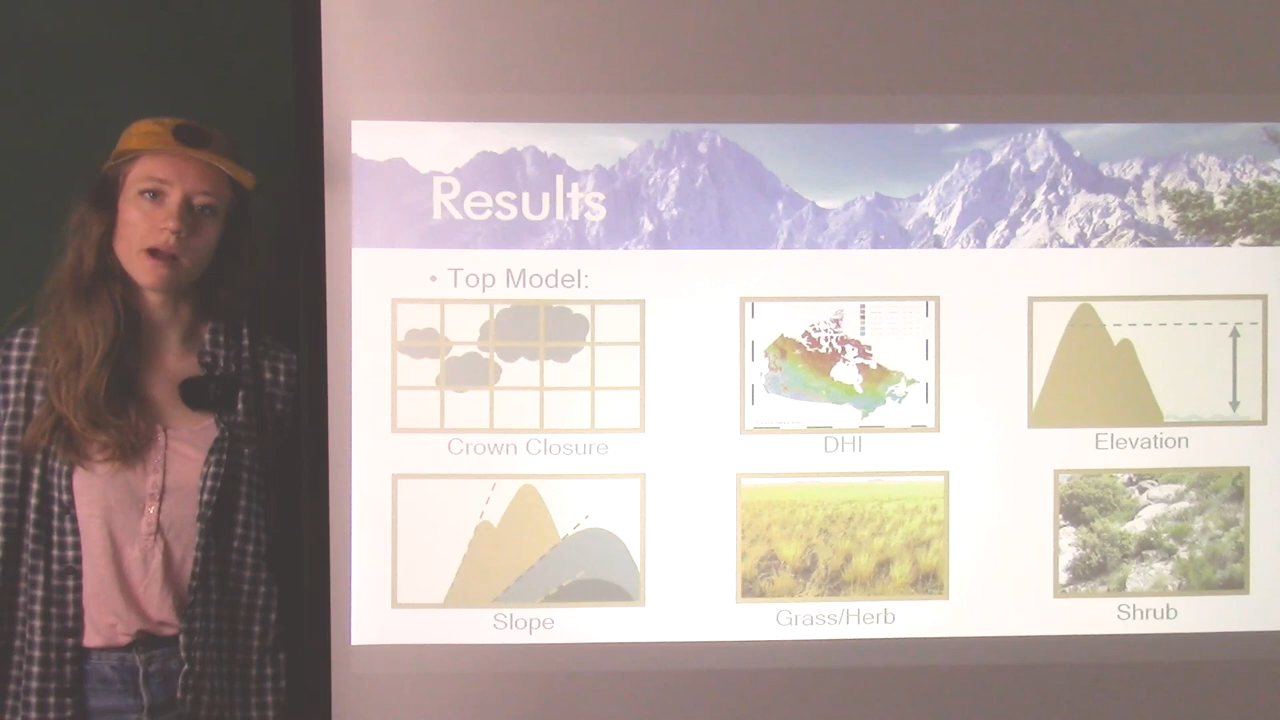 Results
• Top Model:
Crown Closure
DHI
Elevation
Slope
Grass/Herb
Shrub